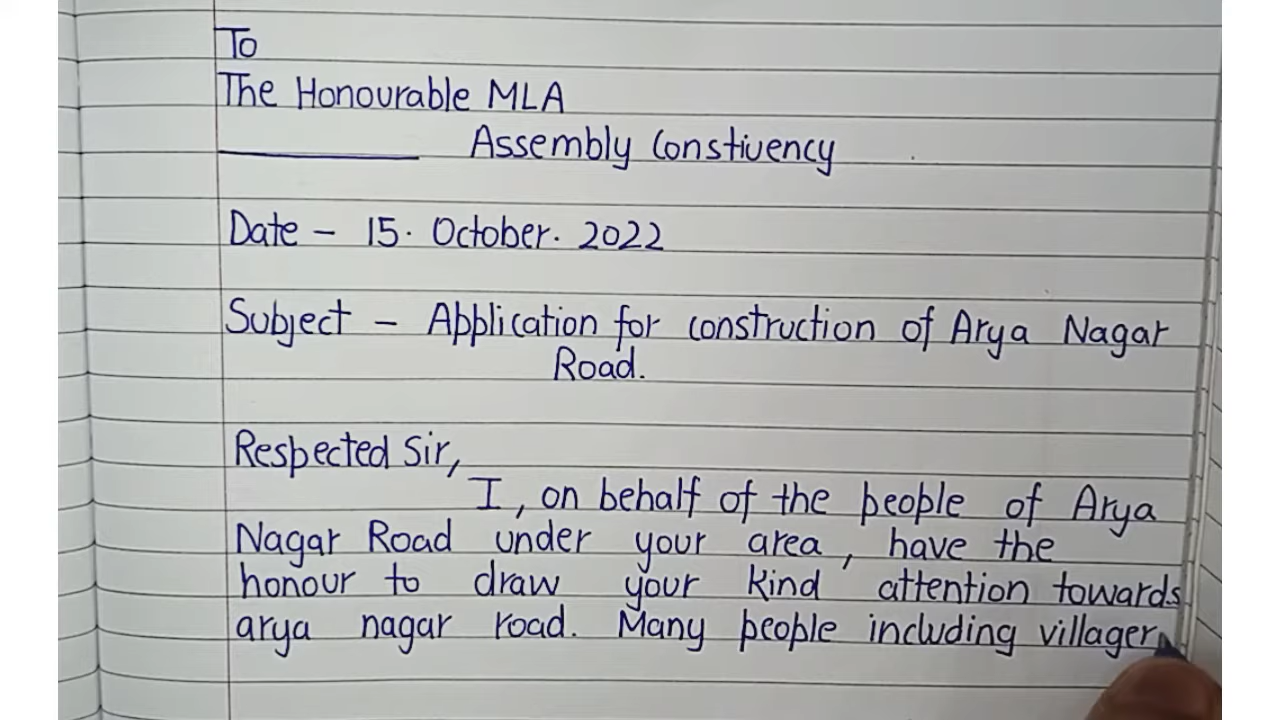 To
The Honourable MLA
________ Assembly Constiuency
Date - 15. October. 2022
Subject - Application for construction of Arya Nagar
Road.
Respected Sir,
I, on behalf of the people of Arya
Nagar Road under your area, have the
honour to draw your kind attention towards
arya nagar road. Many people including villager